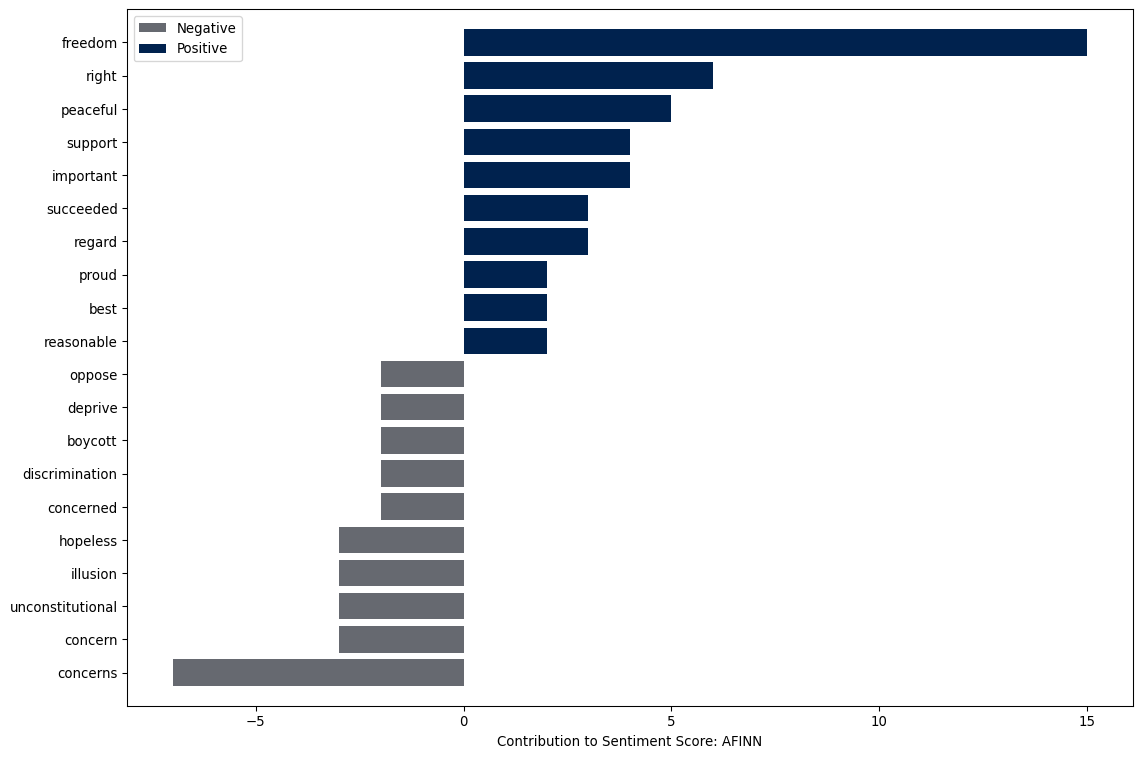 Negative
Positive
freedom
right
peaceful
support
important
succeeded
regard
proud
best
reasonable
oppose
deprive
boycott
discrimination
concerned
hopeless
illusion
unconstitutional
concern
concerns
−5 0 5 10 15
Contribution to Sentiment Score: AFINN